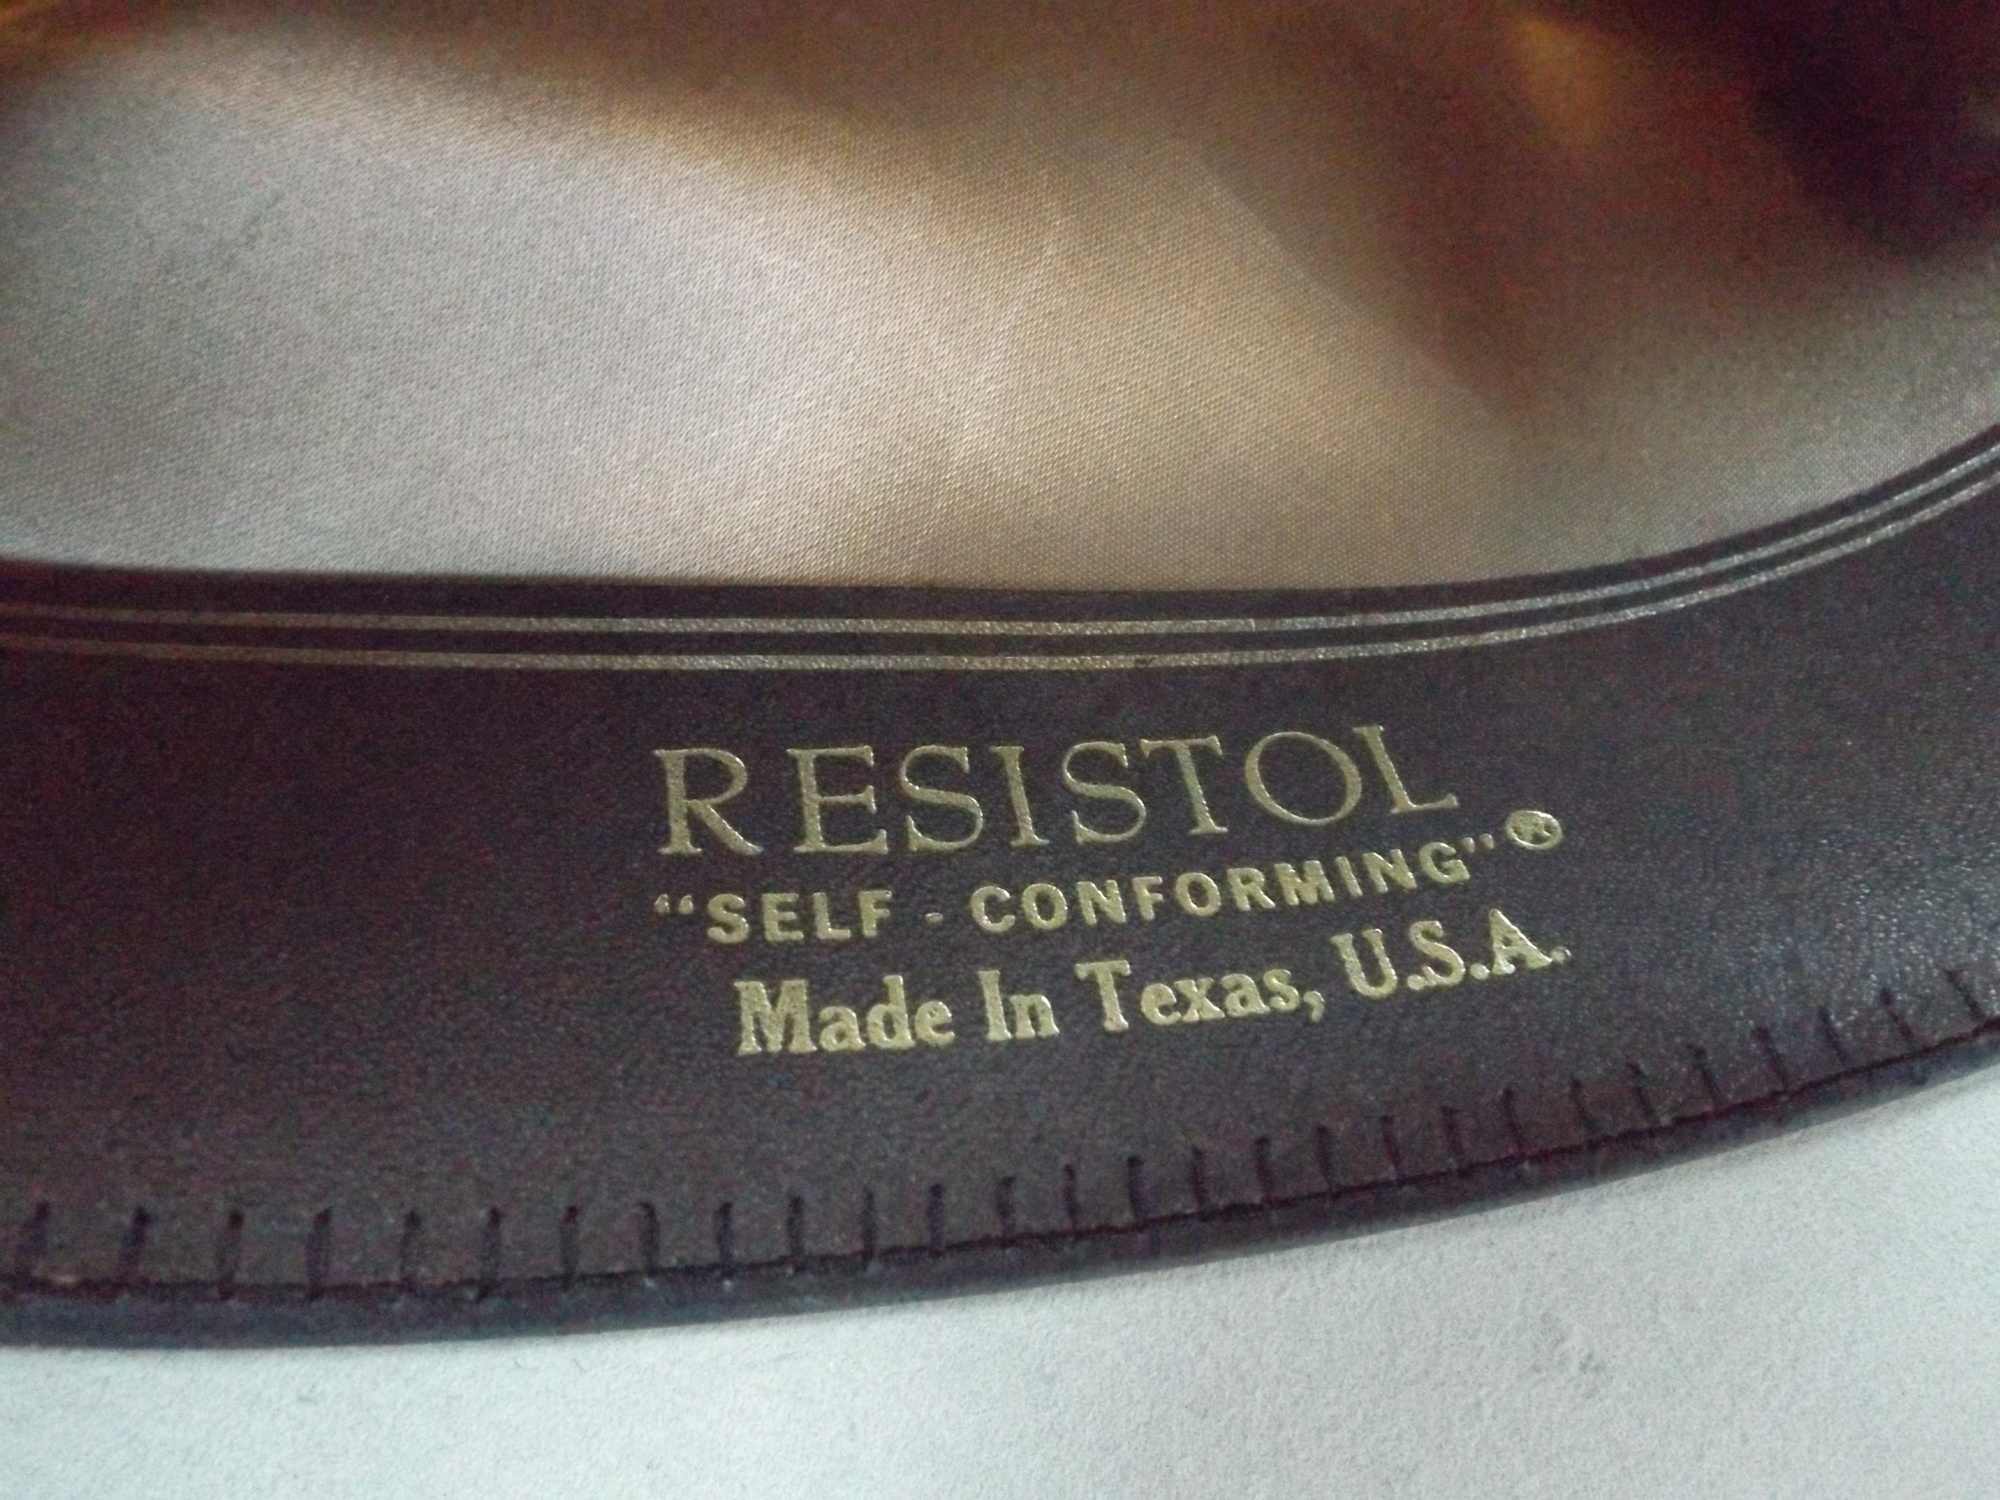 RESISTOL
"SELF - CONFORMING"®
Made In Texas, U.S.A.